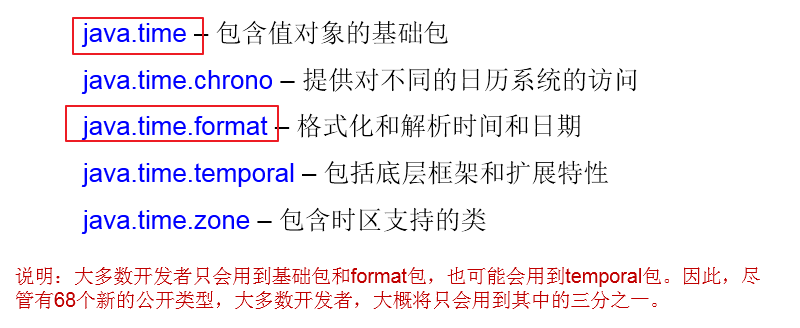 java.time – 包含值对象的基础包
java.time.chrono – 提供对不同的日历系统的访问
java.time.format – 格式化和解析时间和日期
java.time.temporal – 包括底层框架和扩展特性
java.time.zone – 包含时区支持的类
说明：大多数开发者只会用到基础包和format包，也可能会用到temporal包。因此，尽
管有68个新的公开类型，大多数开发者，大概将只会用到其中的三分之一。